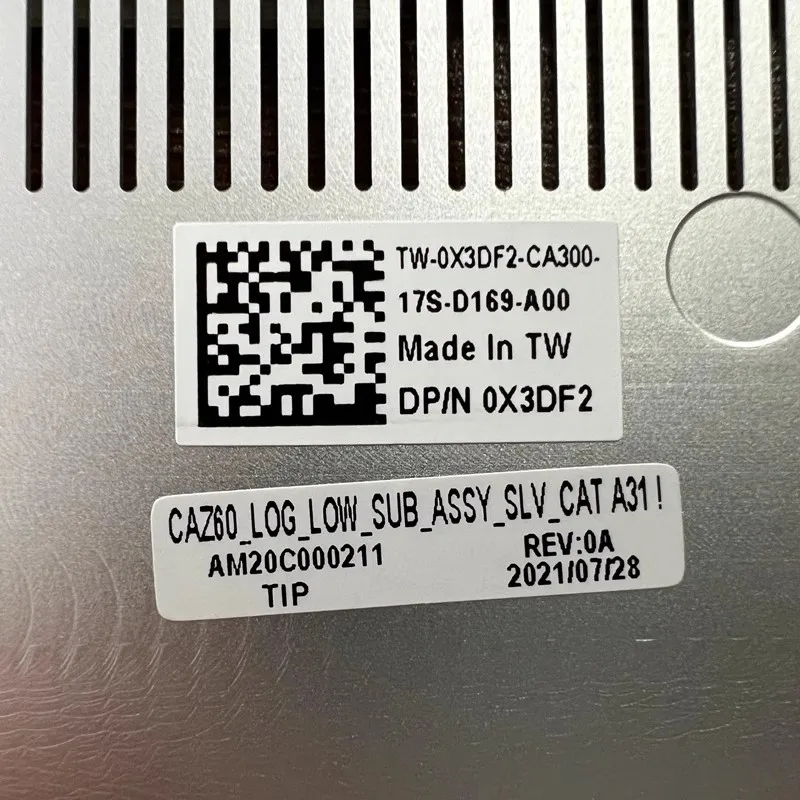 TW-0X3DF2-CA300-
17S-D169-A00
Made In TW
DP/N 0X3DF2
CAZ60_LOG_LOW_SUB_ASSY_SLV_CAT A31 !
AM20C000211
REV:0A
TIP
2021/07/28